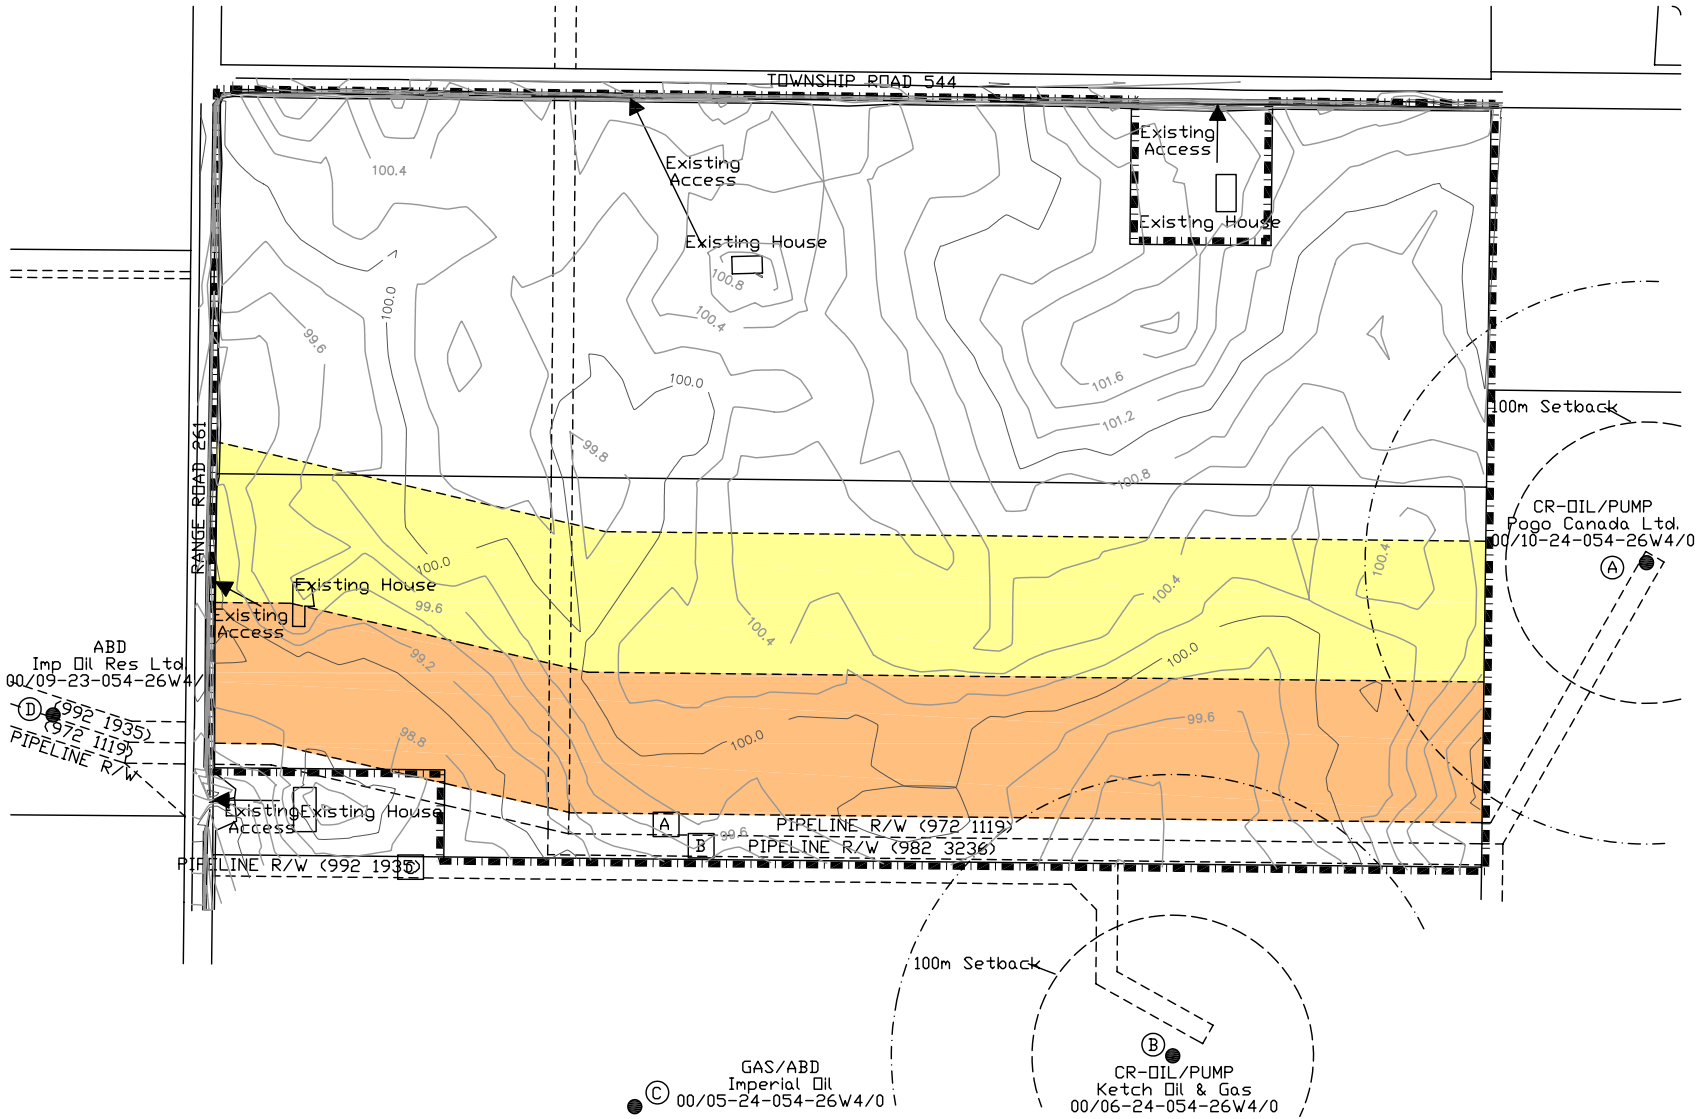 TOWNSHIP ROAD 544
Existing
Access
Existing
Access
100.4
Existing House
Existing House
100.8
100.0
100.4
99.6
100.0
101.6
100m Setback
101.2
RANGE ROAD 261
99.8
100.8
CR-OIL/PUMP
Pogo Canada Ltd.
00/10-24-054-26W4/0
A
100.4
100.0
Existing House
100.4
99.6
Existing
Access
100.4
ABD
Imp Oil Res Ltd.
00/09-23-054-26W4/
99.2
100.0
D
(992 1935)
(972 1119)
PIPELINE R/W
99.6
98.8
100.0
Existing
Access
Existing House
A
PIPELINE R/W (972 1119)
99.6
B
PIPELINE R/W (982 3236)
PIPELINE R/W (992 1935)
D
100m Setback
B
CR-OIL/PUMP
Ketch Oil & Gas
00/06-24-054-26W4/0
GAS/ABD
Imperial Oil
C
00/05-24-054-26W4/0